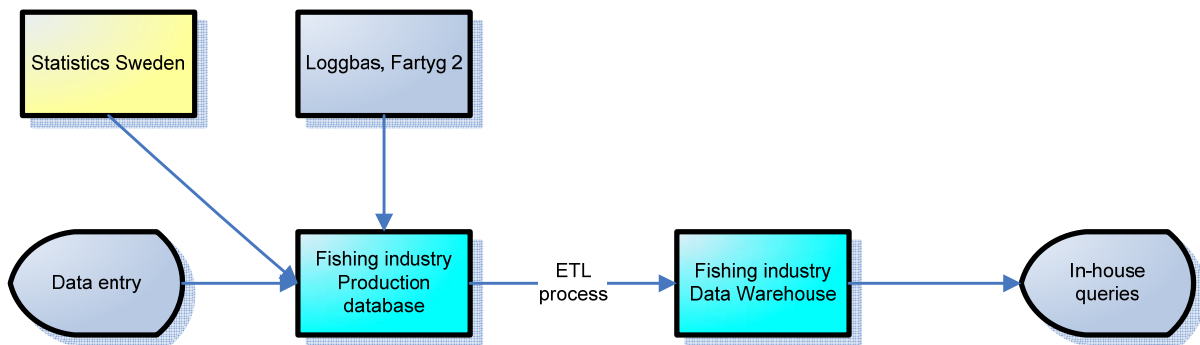 Statistics Sweden
Loggbas, Fartyg 2
Data entry
Fishing industry
Production
database
ETL
process
Fishing industry
Data Warehouse
In-house
queries